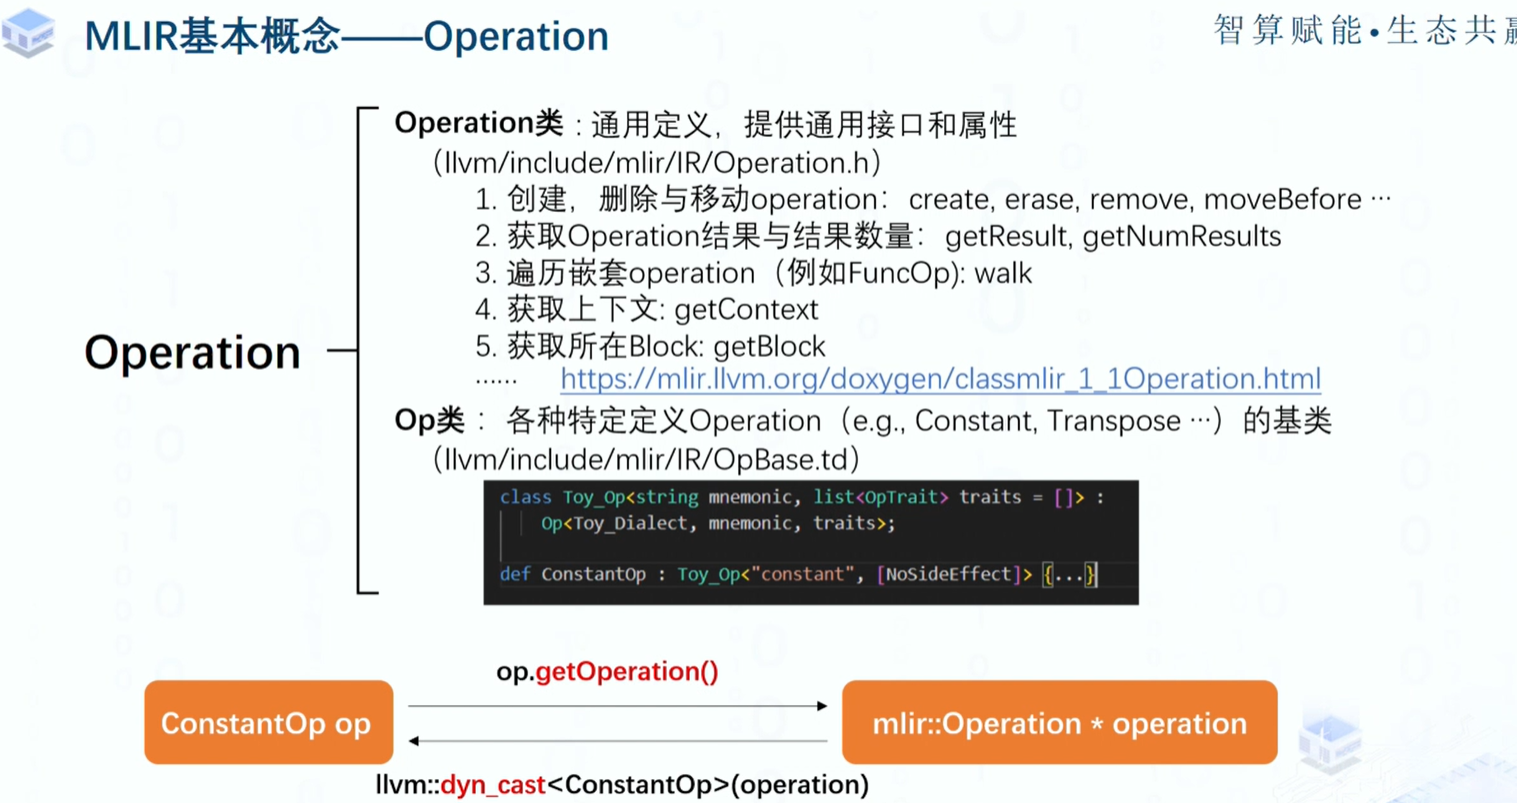 MLIR基本概念——Operation
智算赋能•生态共赢
Operation类：通用定义，提供通用接口和属性
（llvm/include/mlir/IR/Operation.h）
1. 创建，删除与移动operation：create, erase, remove, moveBefore …
2. 获取Operation结果与结果数量：getResult, getNumResults
3. 遍历嵌套operation（例如FuncOp): walk
4. 获取上下文: getContext
5. 获取所在Block: getBlock
…… https://mlir.llvm.org/doxygen/classmlir_1_1Operation.html
Operation
Op类：各种特定定义Operation（e.g., Constant, Transpose …）的基类
（llvm/include/mlir/IR/OpBase.td）
class Toy_Op<string mnemonic, list<OpTrait> traits = []> :
Op<Toy_Dialect, mnemonic, traits>;
def ConstantOp : Toy_Op<"constant", [NoSideEffect]> {...}
op.getOperation()
ConstantOp op
mlir::Operation * operation
llvm::dyn_cast<ConstantOp>(operation)